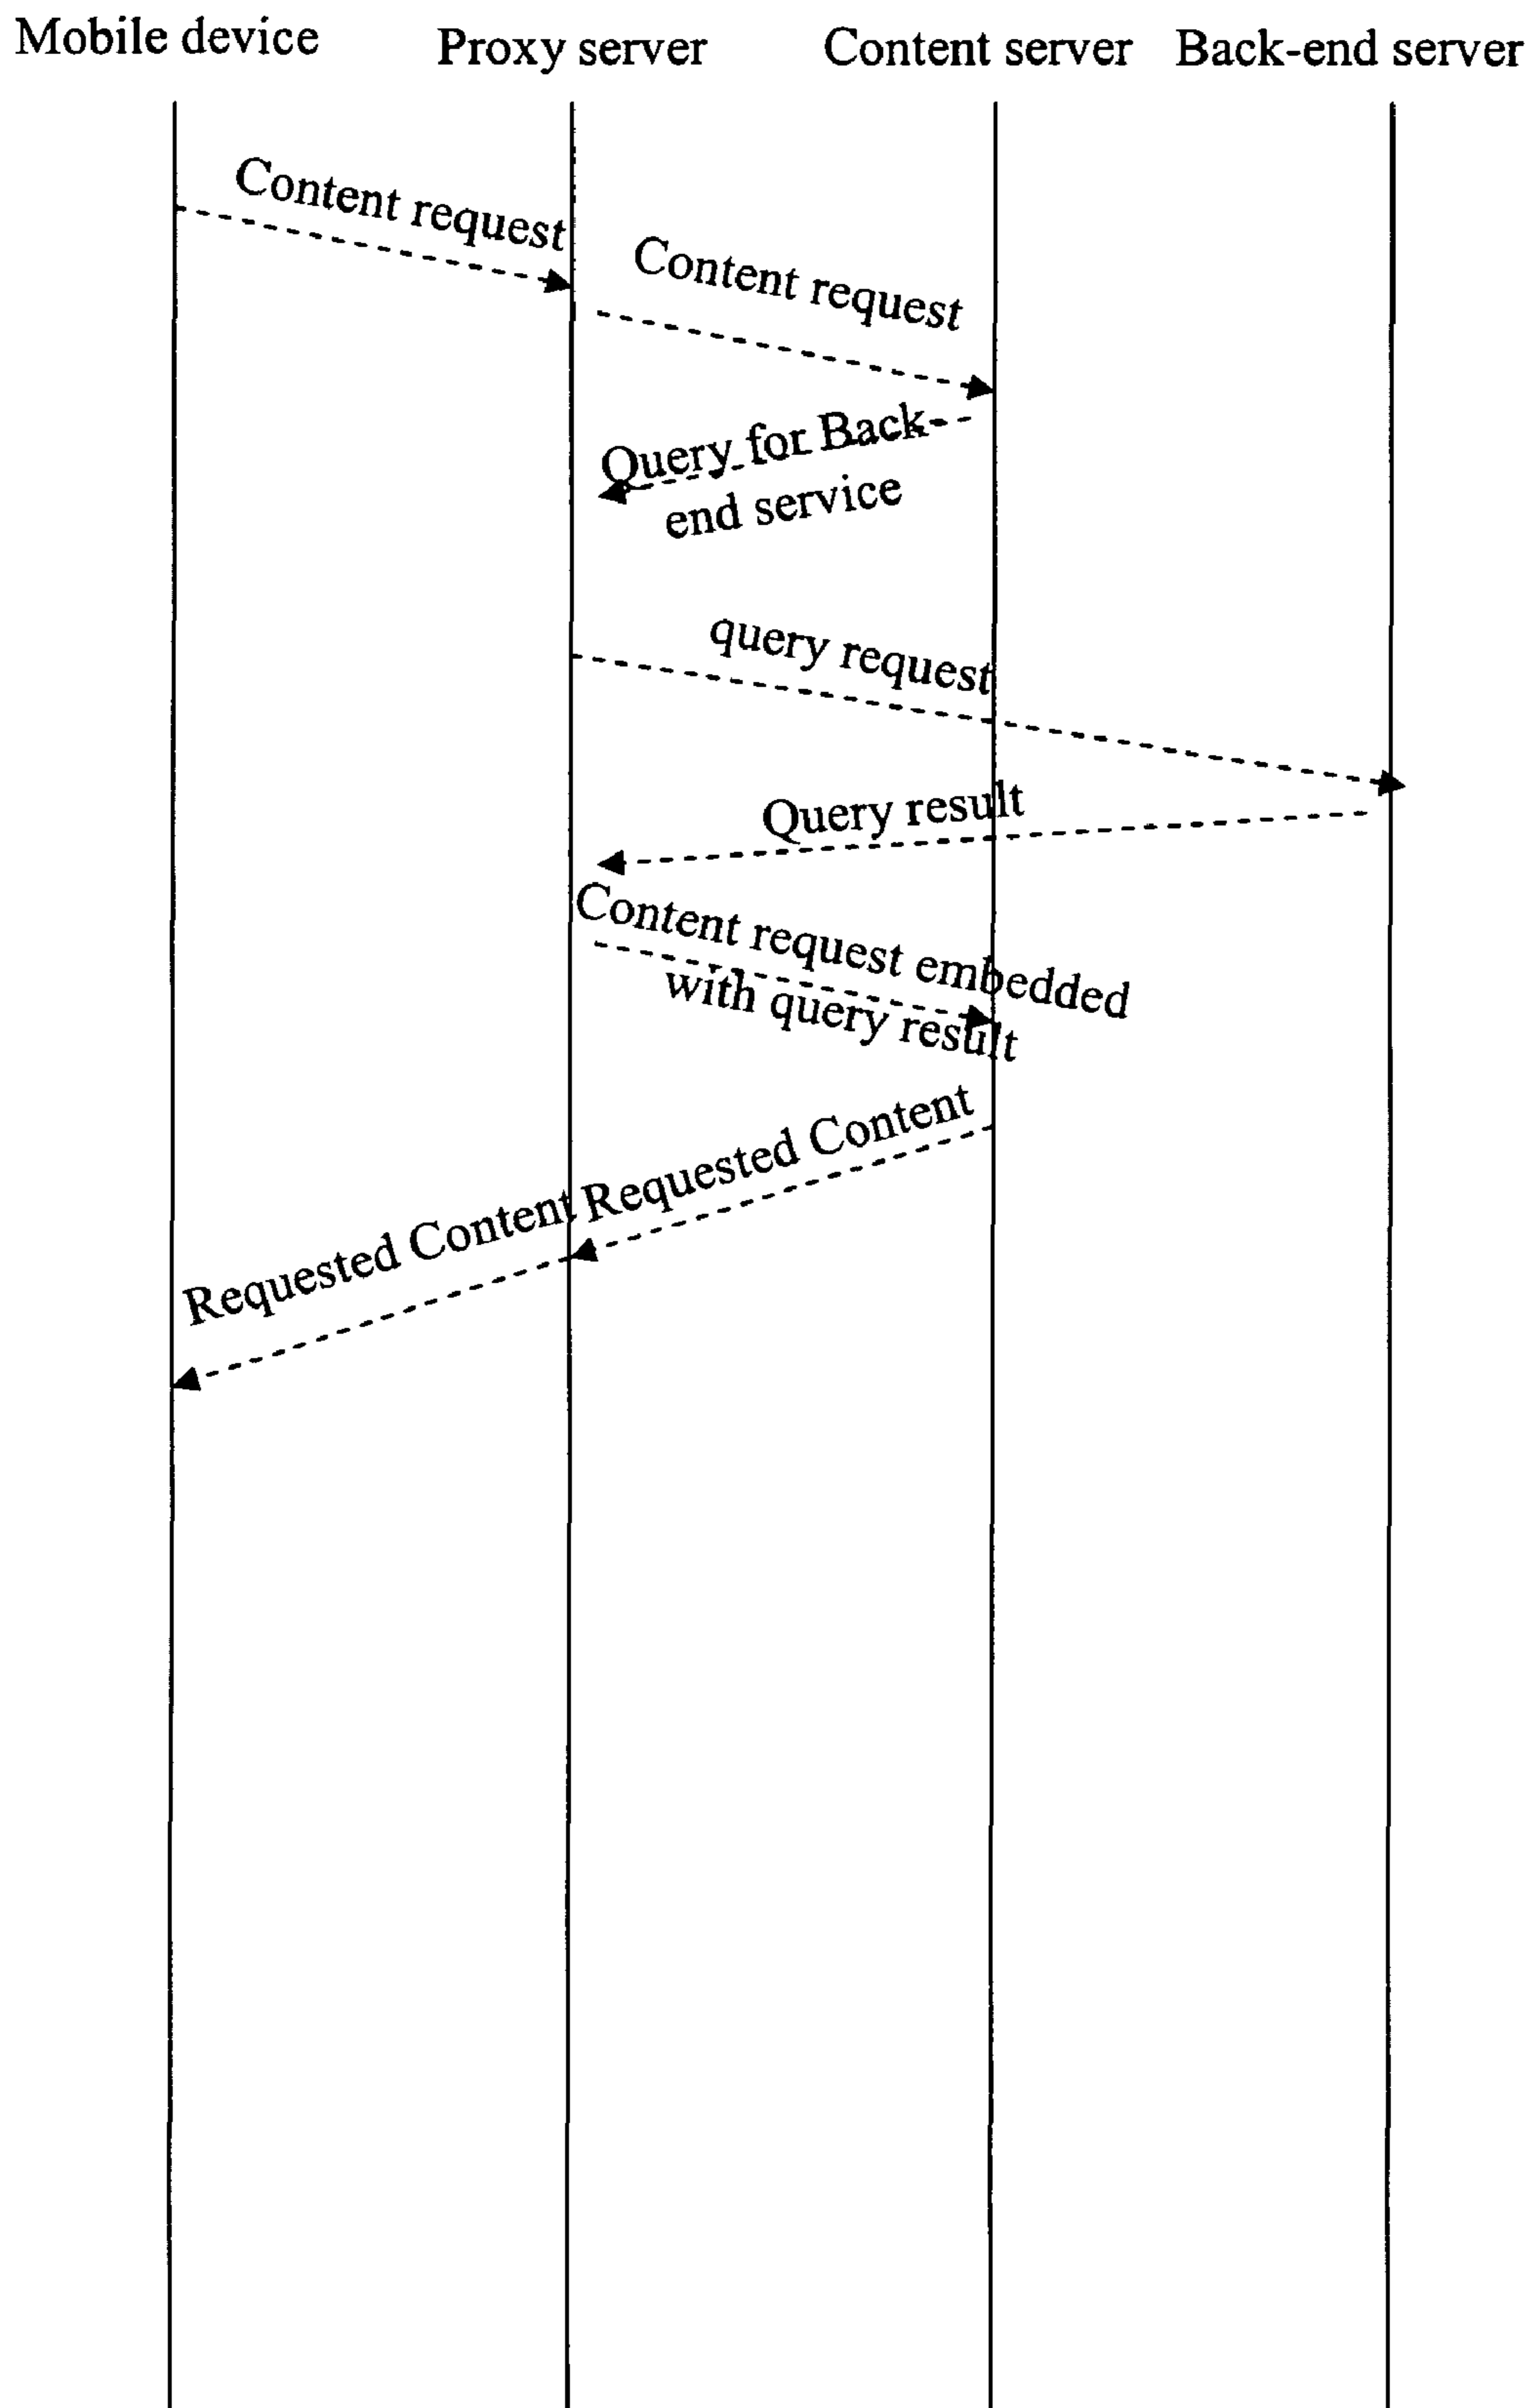 Mobile device
Proxy server
Content server
Back-end server
Content request
Content request
Query for Back-
end service
query request
Query result
Content request embedded
with query result
Requested Content
Requested Content